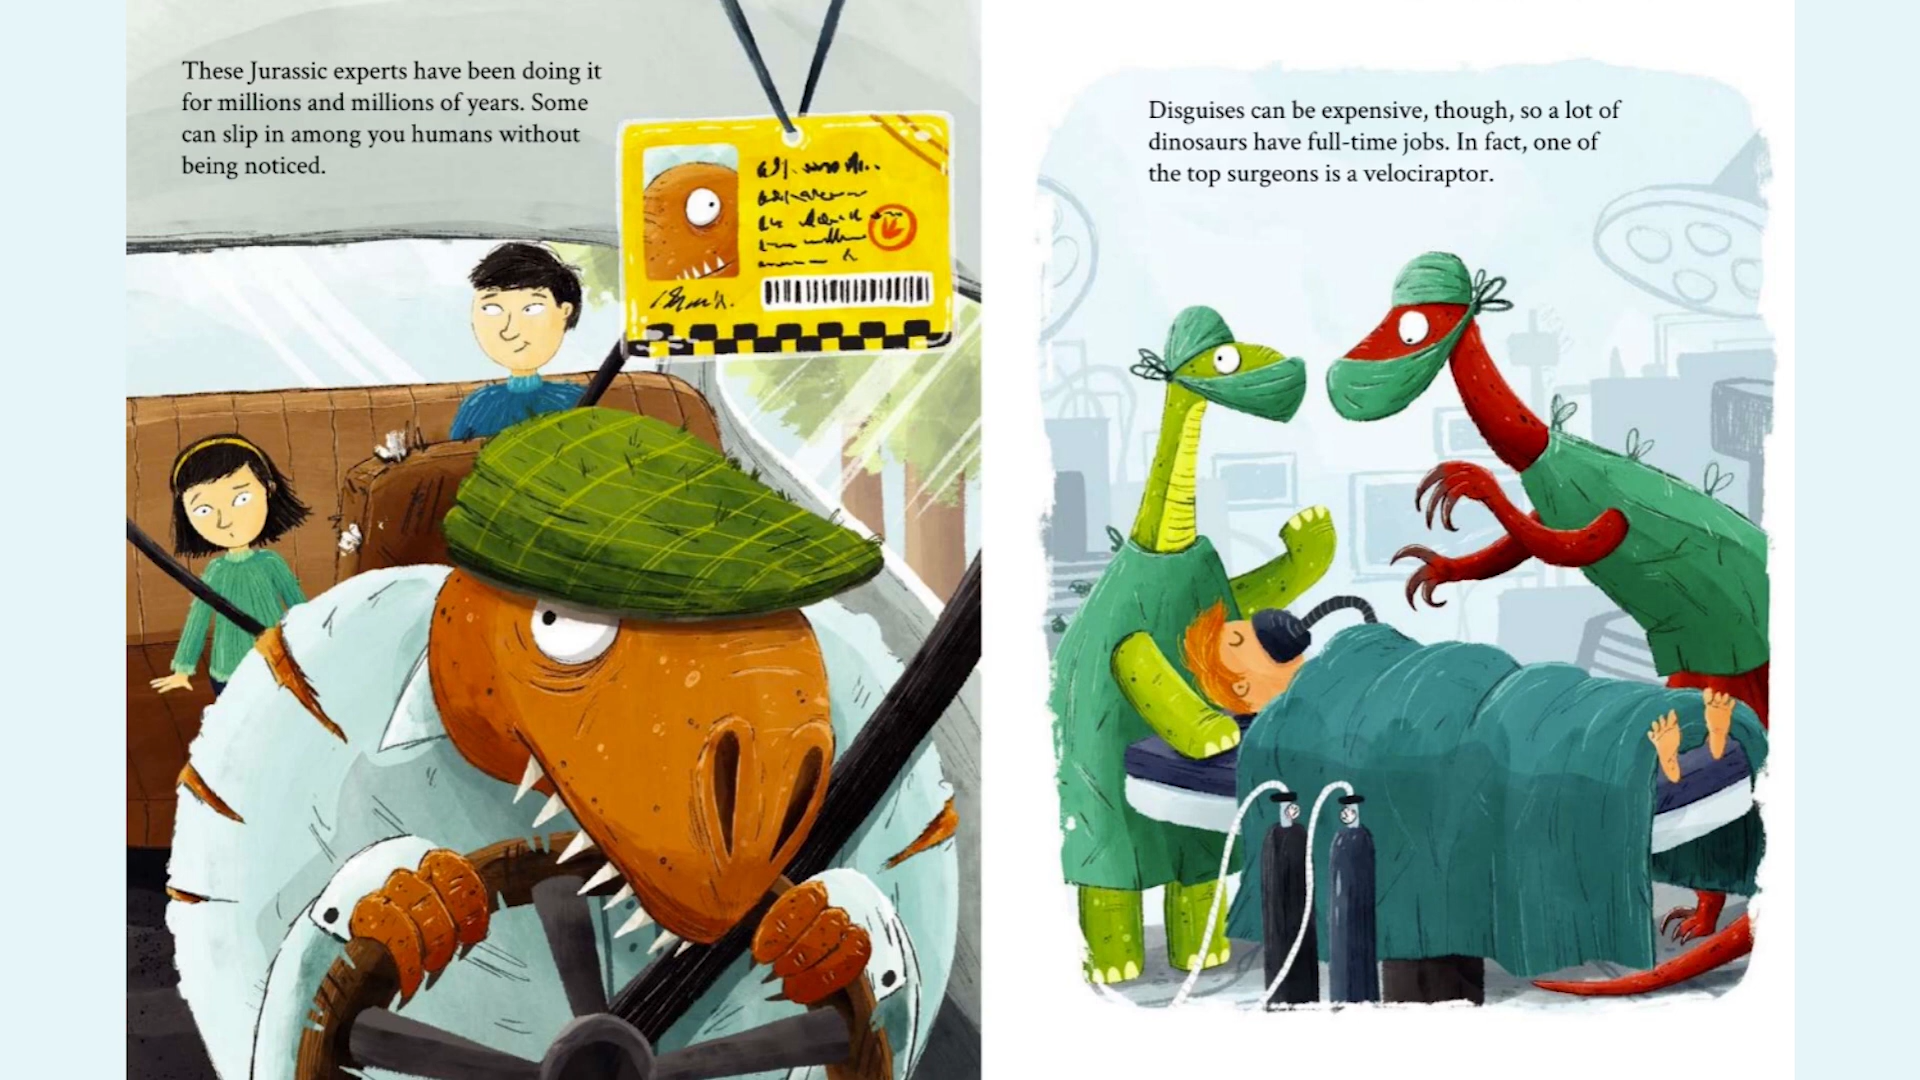 These Jurassic experts have been doing it
for millions and millions of years. Some
can slip in among you humans without
being noticed.
Disguises can be expensive, though, so a lot of
dinosaurs have full-time jobs. In fact, one of
the top surgeons is a velociraptor.